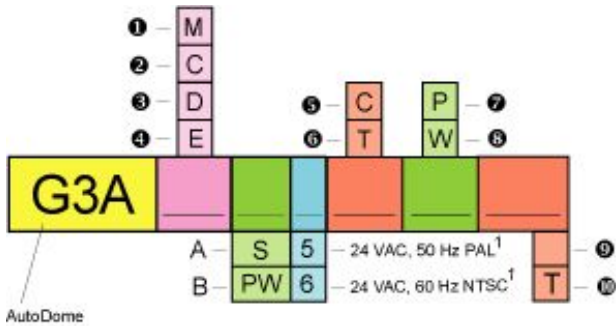 ❶ – M
❷ – C
❸ – D
❹ – E
❺ – C
❻ – T
P – ❼
W – ❽
G3A
A – S 5 – 24 VAC, 50 Hz PAL¹
B – PW 6 – 24 VAC, 60 Hz NTSC¹
– ❾
T – ❿
AutoDome